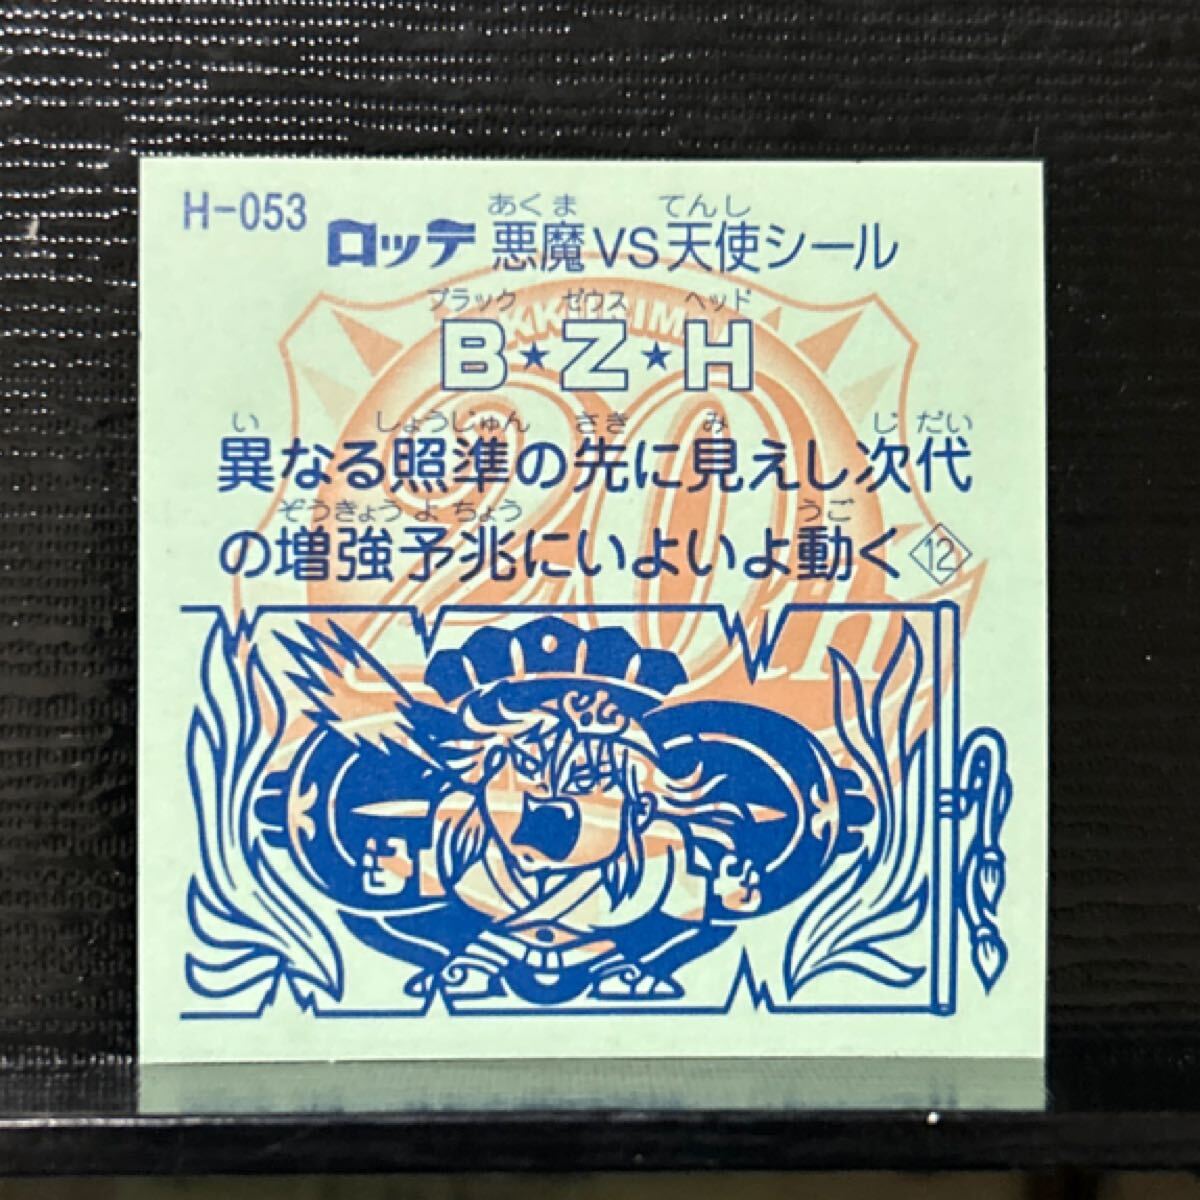 H-053
あくま てんし
ロッテ 悪魔VS天使シール
ブラック ゼウス ヘッド
B★Z★H
い しょうじゅん さき み じ だい
異なる照準の先に見えし次代
ぞうきょう よ ちょう うご
の増強予兆にいよいよ動く 12
20th